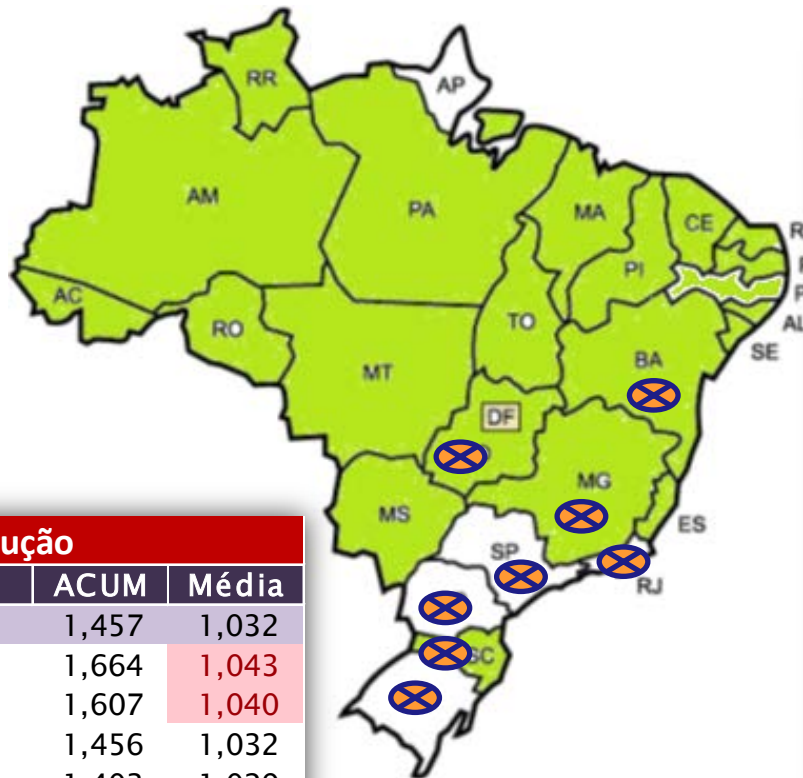 RR
AP
AM
PA
MA
CE
R
PI
P
AC
AL
TO
RO
SE
BA
MT
DF
MG
MS
ES
SP
RJ
SC
ução
ACUM Média
1,457 1,032
1,664 1,043
1,607 1,040
1,456 1,032